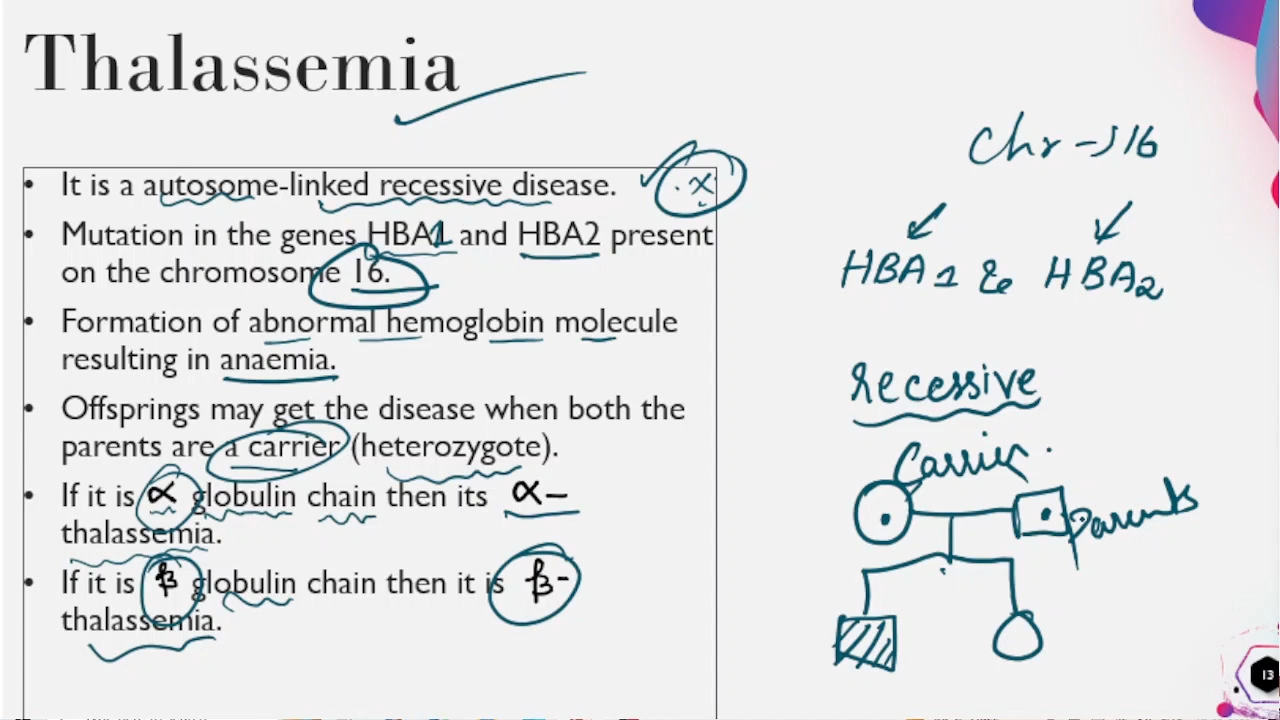 Thalassemia
• It is a autosome-linked recessive disease.
x
• Mutation in the genes HBA1 and HBA2 present
on the chromosome 16.
• Formation of abnormal hemoglobin molecule
resulting in anaemia.
• Offsprings may get the disease when both the
parents are a carrier (heterozygote).
• If it is α globulin chain then its α-
thalassemia.
• If it is β globulin chain then it is β-
thalassemia.
Chr - 16
HBA1 & HBA2
recessive
Carrier
Parents
13